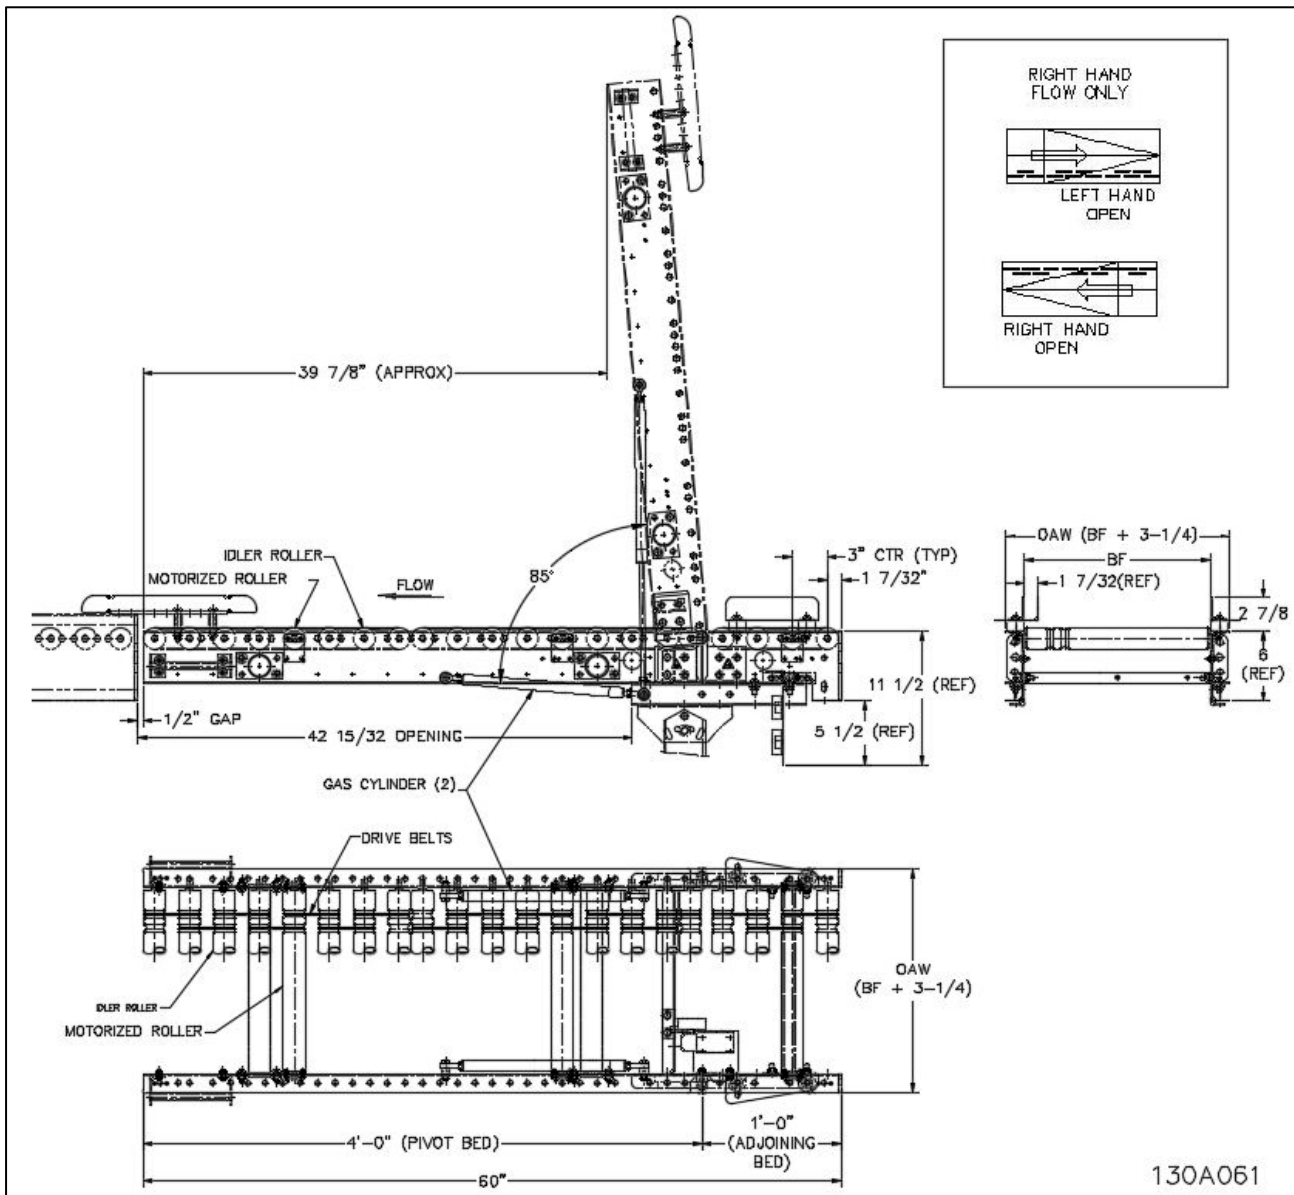 RIGHT HAND
FLOW ONLY
LEFT HAND
OPEN
RIGHT HAND
OPEN
39 7/8" (APPROX)
85°
IDLER ROLLER
MOTORIZED ROLLER
FLOW
3" CTR (TYP)
1 7/32"
OAW (BF + 3-1/4)
BF
1 7/32(REF)
2 7/8
6
(REF)
11 1/2 (REF)
5 1/2 (REF)
1/2" GAP
42 15/32 OPENING
GAS CYLINDER (2)
DRIVE BELTS
OAW
(BF + 3-1/4)
IDLER ROLLER
MOTORIZED ROLLER
4'-0" (PIVOT BED)
1'-0"
(ADJOINING
BED)
60"
130A061